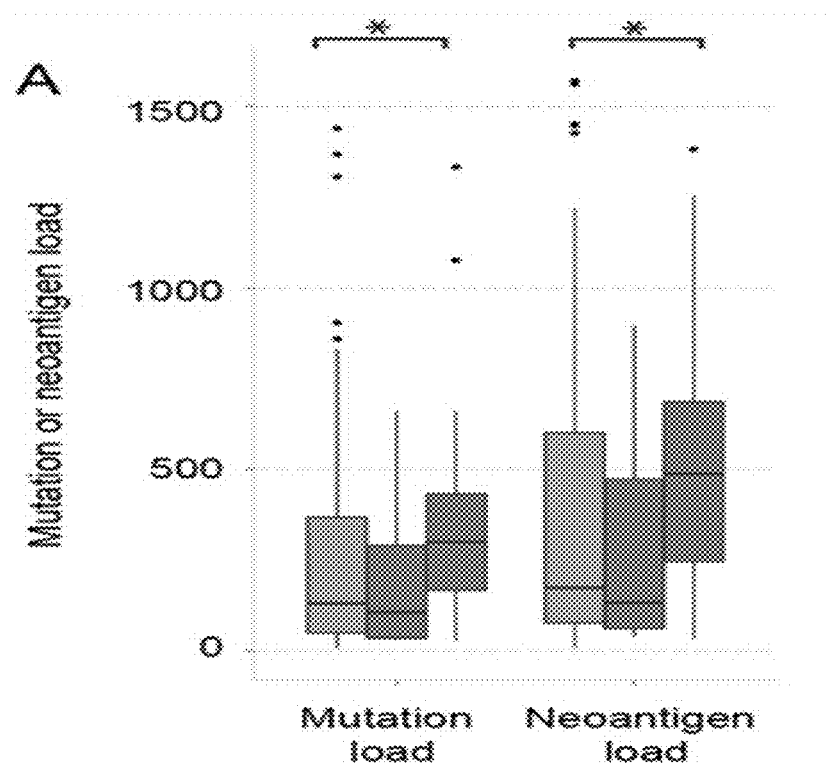 *
*
A
1500
1000
500
0
Mutation or neoantigen load
Mutation
load
Neoantigen
load